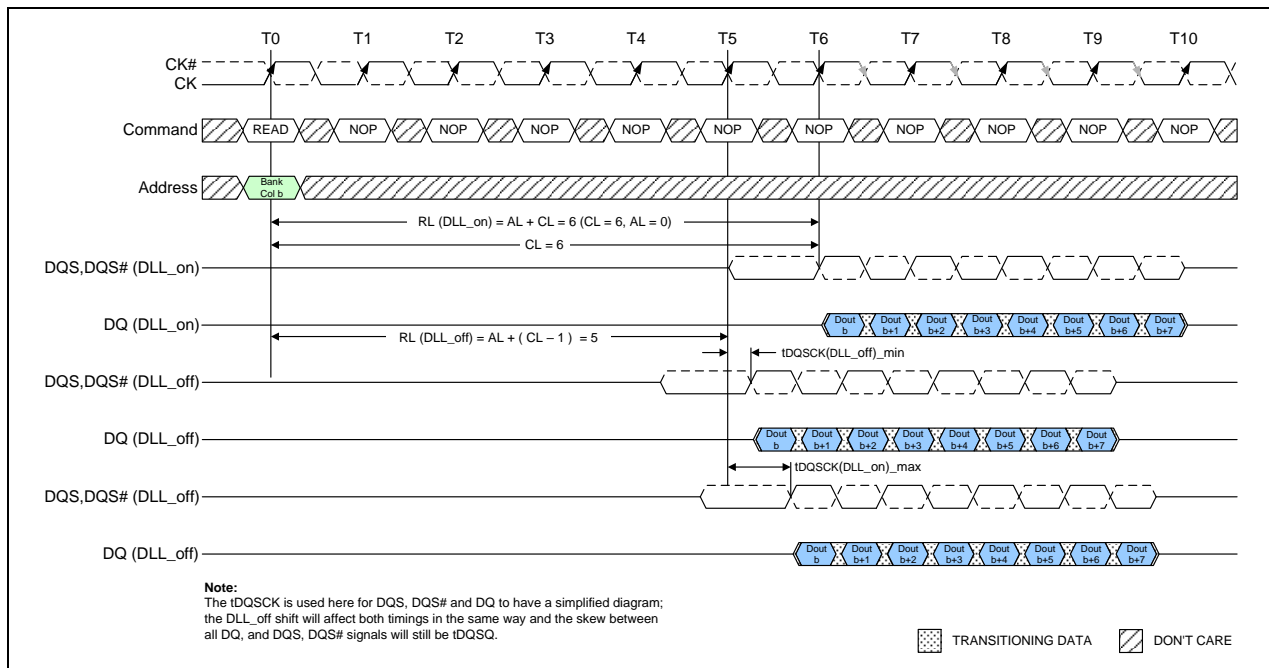 T0 T1 T2 T3 T4 T5 T6 T7 T8 T9 T10
CK#
CK
Command READ NOP NOP NOP NOP NOP NOP NOP NOP NOP NOP
Address Bank
Col b
RL (DLL_on) = AL + CL = 6 (CL = 6, AL = 0)
CL = 6
DQS,DQS# (DLL_on)
DQ (DLL_on) Dout Dout Dout Dout Dout Dout Dout Dout
b b+1 b+2 b+3 b+4 b+5 b+6 b+7
RL (DLL_off) = AL + ( CL – 1 ) = 5
tDQSCK(DLL_off)_min
DQS,DQS# (DLL_off)
DQ (DLL_off) Dout Dout Dout Dout Dout Dout Dout Dout
b b+1 b+2 b+3 b+4 b+5 b+6 b+7
tDQSCK(DLL_on)_max
DQS,DQS# (DLL_off)
DQ (DLL_off) Dout Dout Dout Dout Dout Dout Dout Dout
b b+1 b+2 b+3 b+4 b+5 b+6 b+7
Note:
The tDQSCK is used here for DQS, DQS# and DQ to have a simplified diagram;
the DLL_off shift will affect both timings in the same way and the skew between
all DQ, and DQS, DQS# signals will still be tDQSQ.
TRANSITIONING DATA DON'T CARE